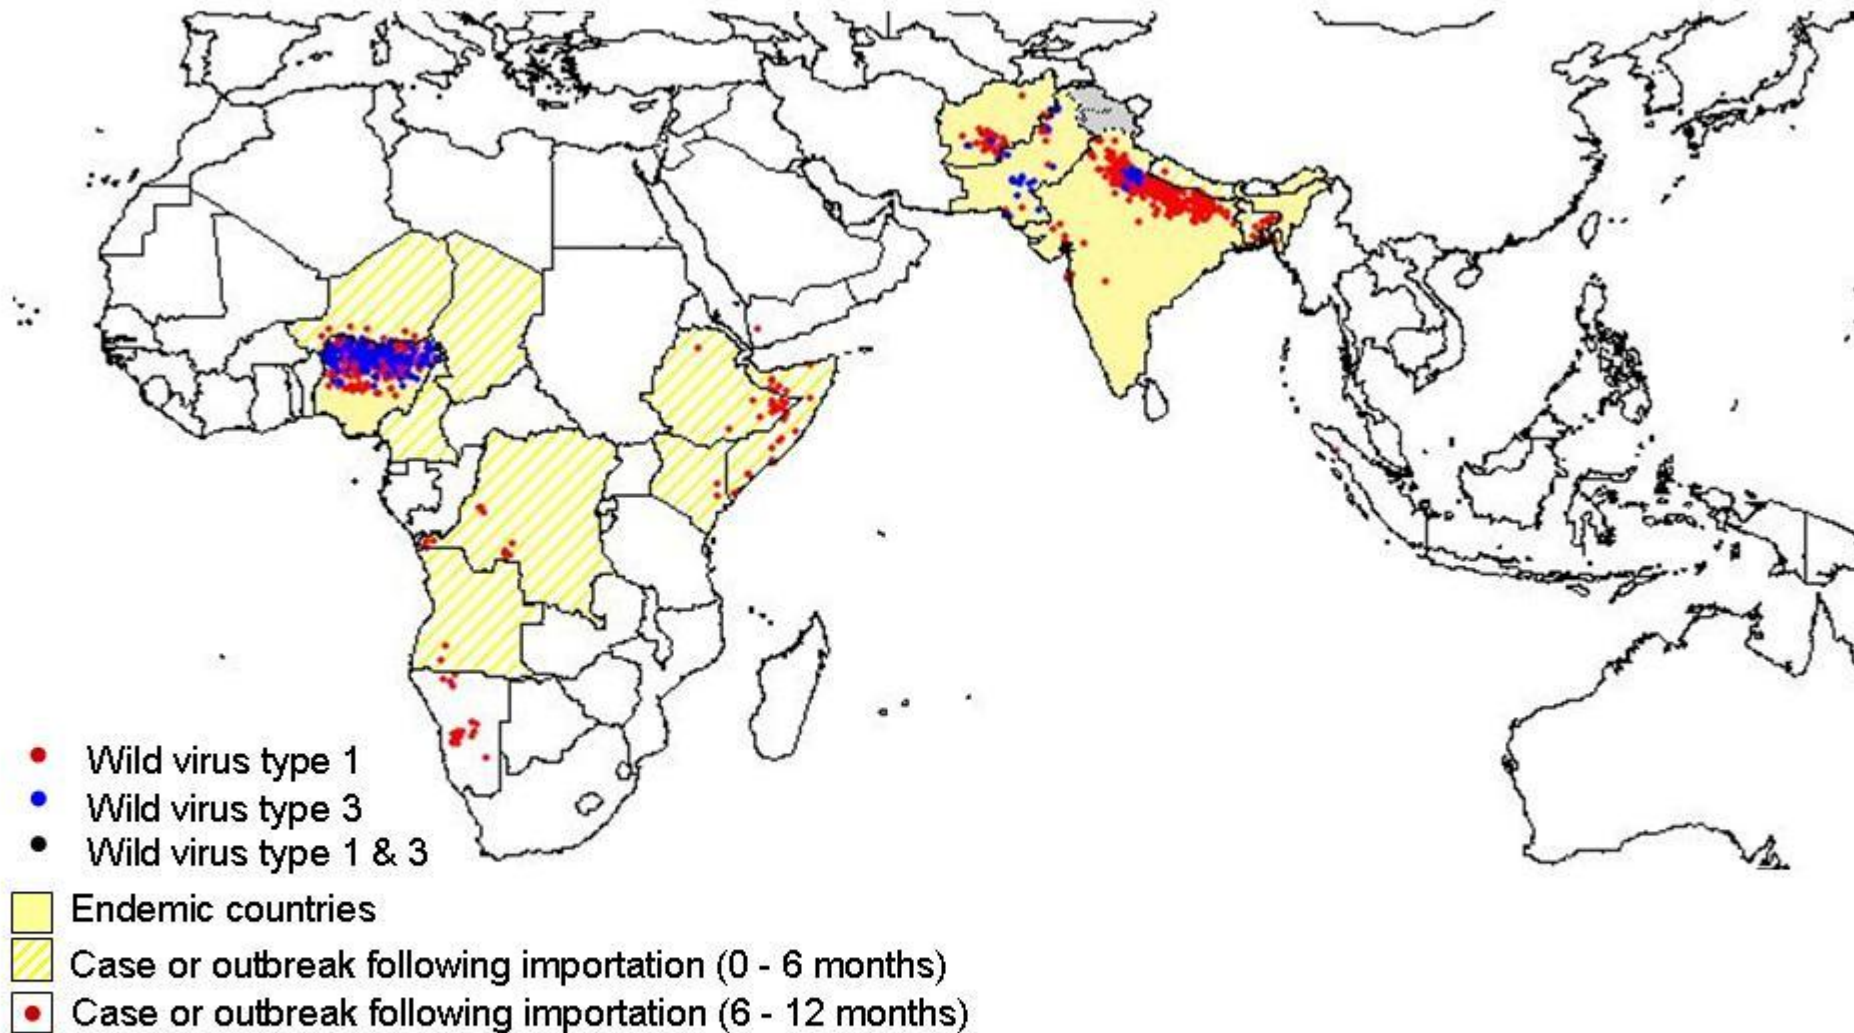 Wild virus type 1
Wild virus type 3
Wild virus type 1 & 3
Endemic countries
Case or outbreak following importation (0 - 6 months)
Case or outbreak following importation (6 - 12 months)